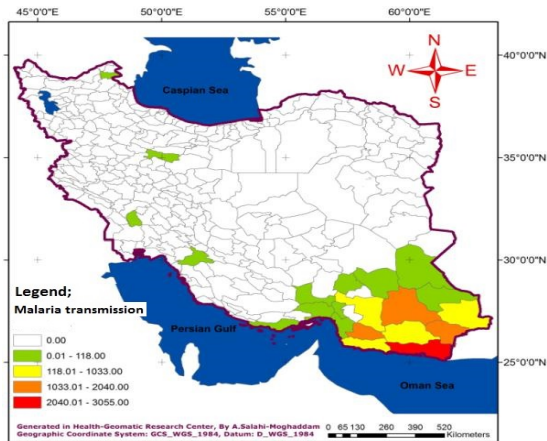 45°0'0"E 50°0'0"E 55°0'0"E 60°0'0"E
N
W E
S
40°0'0"N
Caspian Sea
35°0'0"N
30°0'0"N
Legend;
Malaria transmission
0.00
0.01 - 118.00
118.01 - 1033.00
1033.01 - 2040.00
2040.01 - 3055.00
Persian Gulf
25°0'0"N
Oman Sea
Generated in Health-Geomatic Research Center, By A.Salahi-Moghaddam
Geographic Coordinate System: GCS_WGS_1984, Datum: D_WGS_1984
0 65 130 260 390 520
Kilometers